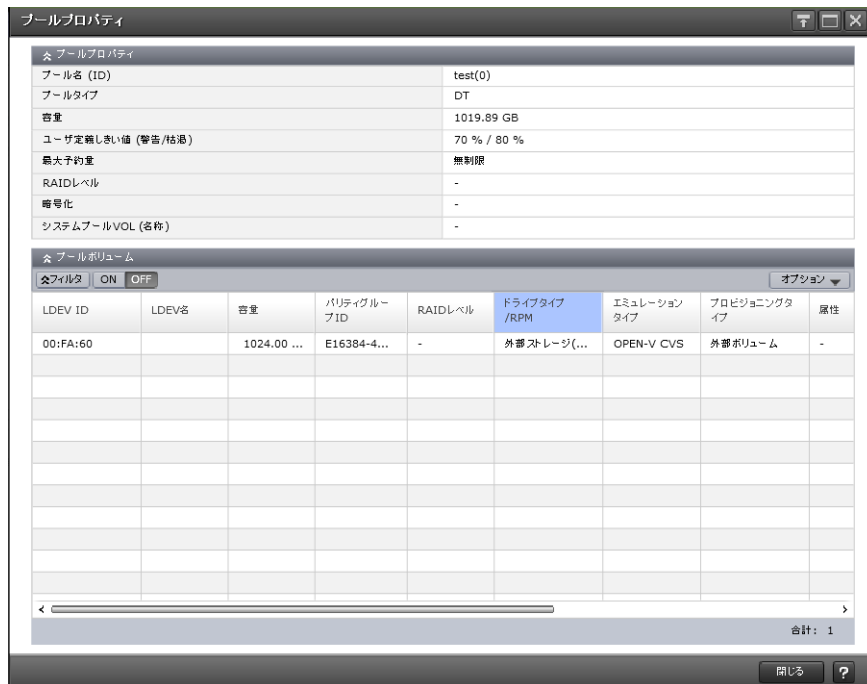 プールプロパティ
プールプロパティ
プール名 (ID) test(0)
プールタイプ DT
容量 1019.89 GB
ユーザ定義しきい値 (警告/枯渇) 70 % / 80 %
最大予約量 無制限
RAIDレベル -
暗号化 -
システムプールVOL (名称) -
プールボリューム
フィルタ ON OFF オプション
LDEV ID LDEV名 容量 パリティグルー プID RAIDレベル ドライブタイプ /RPM エミュレーション タイプ プロビジョニングタ イプ 属性
00:FA:60 1024.00 ... E16384-4... - 外部ストレージ(... OPEN-V CVS 外部ボリューム -
合計: 1
閉じる ?